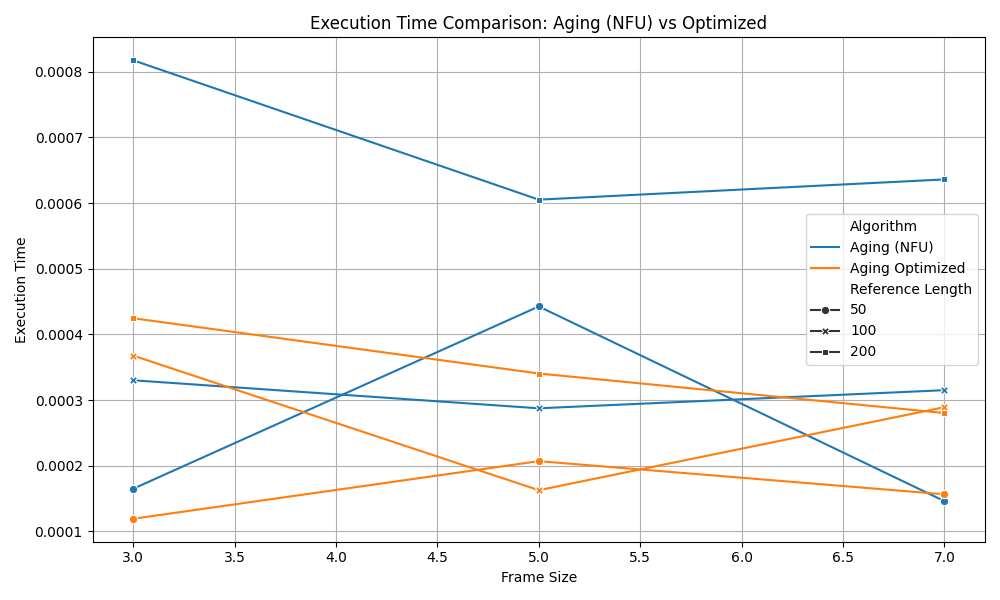 Execution Time Comparison: Aging (NFU) vs Optimized
0.0008
0.0007
0.0006
0.0005
0.0004
0.0003
0.0002
0.0001
Execution Time
3.0 3.5 4.0 4.5 5.0 5.5 6.0 6.5 7.0
Frame Size
Algorithm
Aging (NFU)
Aging Optimized
Reference Length
50
100
200